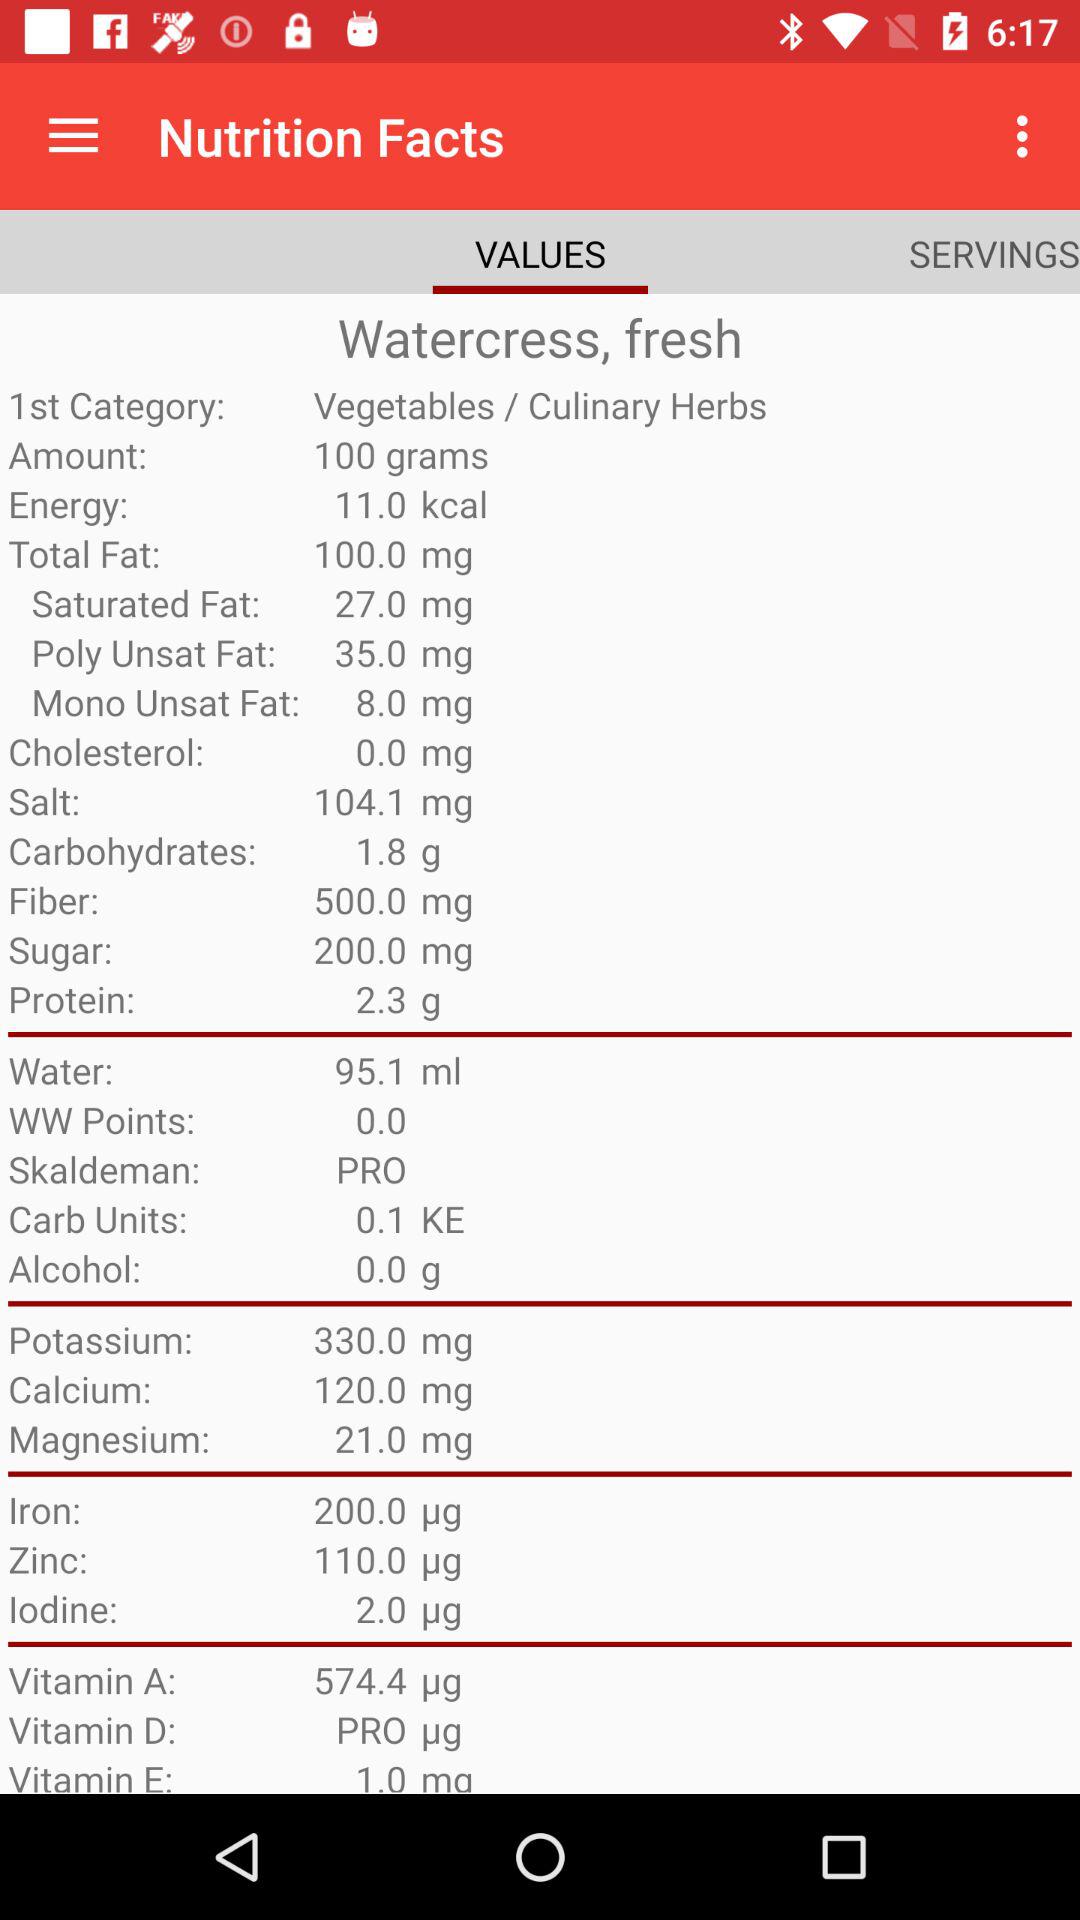 FAKE
6:17
Nutrition Facts
VALUES
SERVINGS
Watercress, fresh
1st Category: Vegetables / Culinary Herbs
Amount: 100 grams
Energy: 11.0 kcal
Total Fat: 100.0 mg
Saturated Fat: 27.0 mg
Poly Unsat Fat: 35.0 mg
Mono Unsat Fat: 8.0 mg
Cholesterol: 0.0 mg
Salt: 104.1 mg
Carbohydrates: 1.8 g
Fiber: 500.0 mg
Sugar: 200.0 mg
Protein: 2.3 g
Water: 95.1 ml
WW Points: 0.0
Skaldeman: PRO
Carb Units: 0.1 KE
Alcohol: 0.0 g
Potassium: 330.0 mg
Calcium: 120.0 mg
Magnesium: 21.0 mg
Iron: 200.0 µg
Zinc: 110.0 µg
Iodine: 2.0 µg
Vitamin A: 574.4 µg
Vitamin D: PRO µg
Vitamin E: 1.0 mg